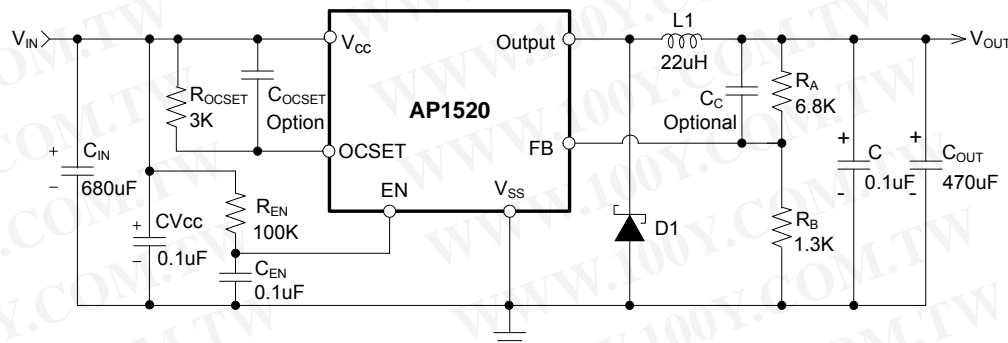 V_IN
V_CC
Output
L1
22uH
V_OUT
R_OCSET
3K
C_OCSET
Option
AP1520
C_C
Optional
R_A
6.8K
OCSET
FB
C_IN
680uF
+
−
EN
V_SS
+
C
0.1uF
-
+
C_OUT
470uF
-
R_EN
100K
CVcc
0.1uF
+
−
D1
R_B
1.3K
C_EN
0.1uF
WWW.100Y.COM.TW